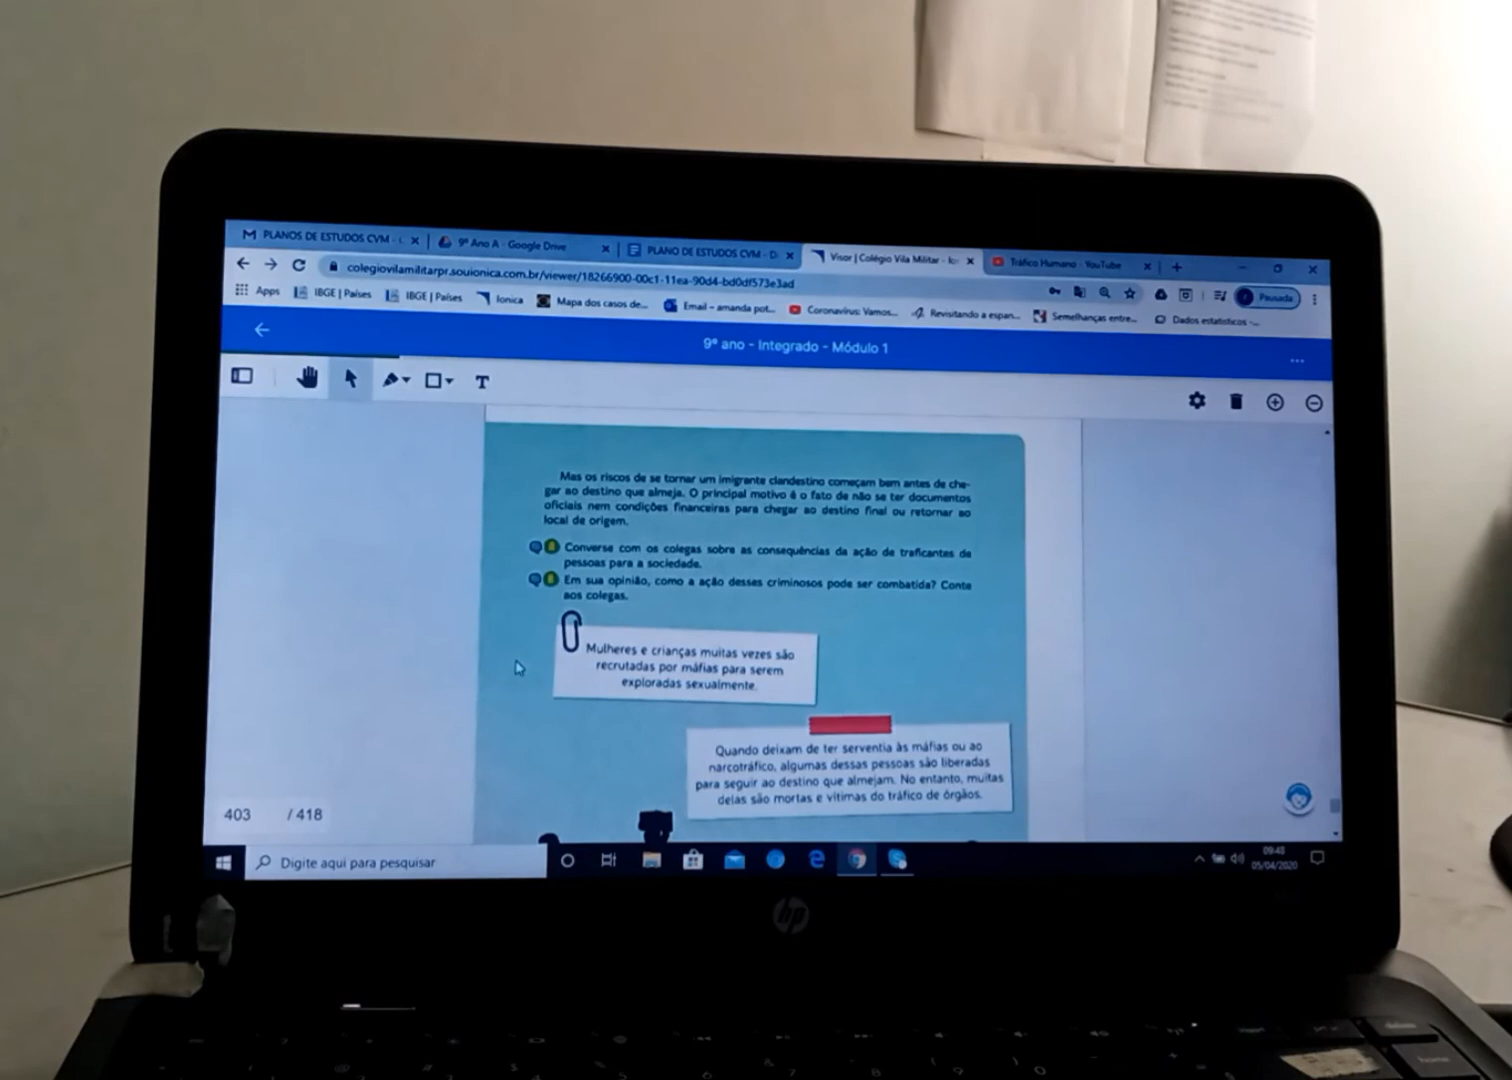 PLANOS DE ESTUDOS CVM -
9º Ano A - Google Drive
PLANO DE ESTUDOS CVM - D
Visor | Colégio Vila Militar - Io
Tráfico Humano - YouTube
colegiovilamilitarpr.souionica.com.br/viewer/18266900-00c1-11ea-90d4-bd0df573e3ad
Pausada
Apps
IBGE | Países
IBGE | Países
Ionica
Mapa dos casos de...
Email – amanda pot...
Coronavírus: Vamos...
Revisitando a espan...
Semelhanças entre...
Dados estatísticos -...
9º ano - Integrado - Módulo 1
T
Mas os riscos de se tornar um imigrante clandestino começam bem antes de che-
gar ao destino que almeja. O principal motivo é o fato de não se ter documentos
oficiais nem condições financeiras para chegar ao destino final ou retornar ao
local de origem.
Converse com os colegas sobre as consequências da ação de traficantes de
pessoas para a sociedade.
Em sua opinião, como a ação desses criminosos pode ser combatida? Conte
aos colegas.
Mulheres e crianças muitas vezes são
recrutadas por máfias para serem
exploradas sexualmente.
Quando deixam de ter serventia às máfias ou ao
narcotráfico, algumas dessas pessoas são liberadas
para seguir ao destino que almejam. No entanto, muitas
delas são mortas e vítimas do tráfico de órgãos.
403 / 418
Digite aqui para pesquisar
09:48
05/04/2020
hp